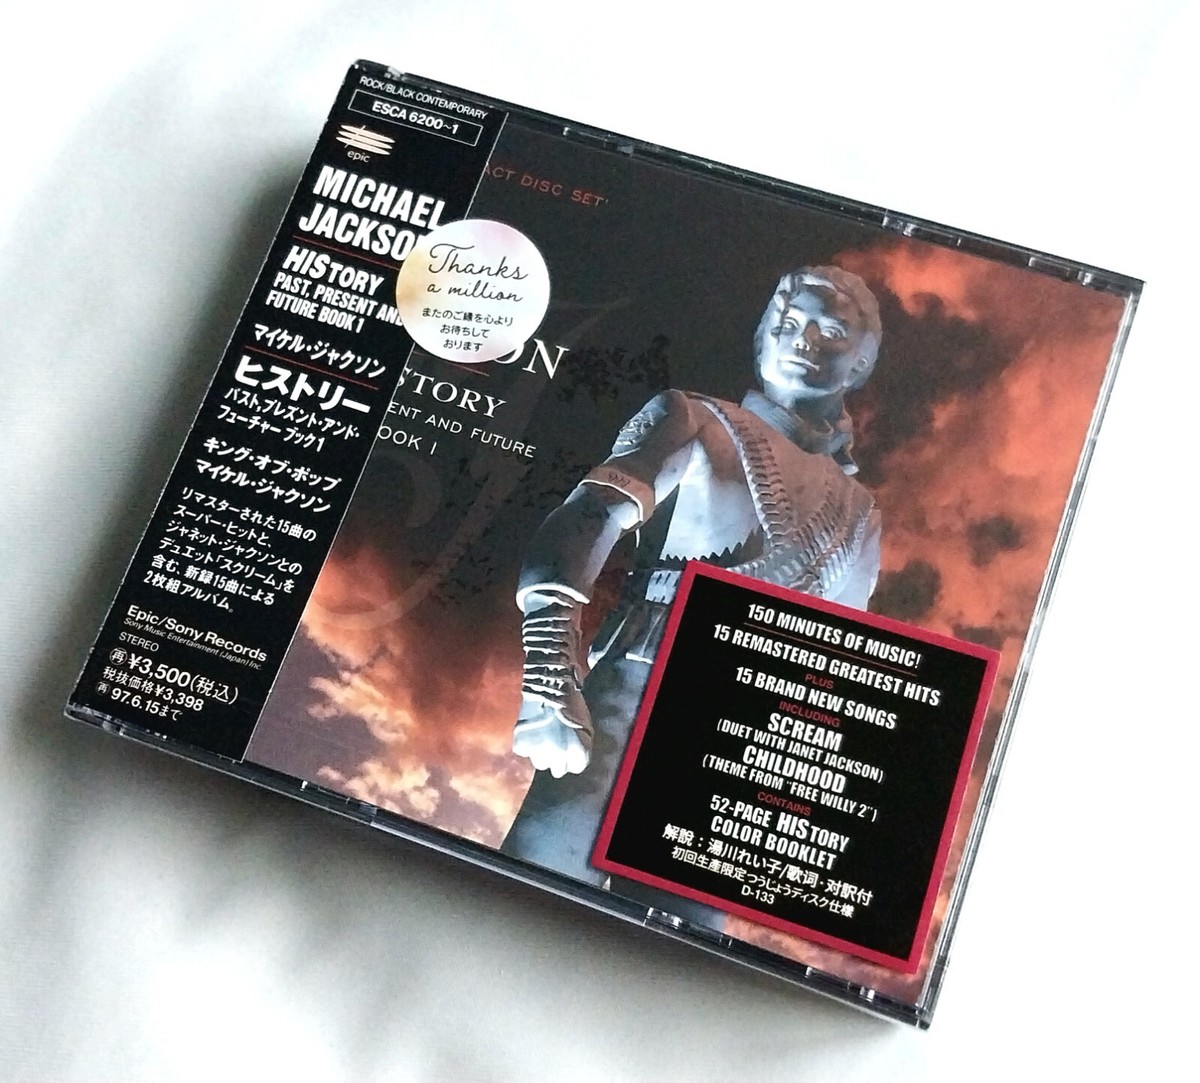 ROCK/BLACK CONTEMPORARY
ESCA 6200~1
epic
MICHAEL
JACKSON
HISTORY
PAST, PRESENT AND
FUTURE BOOK 1
マイケル・ジャクソン
ヒストリー
パスト,プレズント・アンド・
フューチャー ブック1
キング・オブ・ポップ
マイケル・ジャクソン
リマスターされた15曲の
スーパー・ヒットと、
ジャネット・ジャクソンとの
デュエット「スクリーム」を
含む、新録15曲による
2枚組アルバム。
Epic/Sony Records
Sony Music Entertainment (Japan) Inc.
STEREO
再 ¥3,500(税込)
税抜価格¥3,398
再 97.6.15まで
ACT DISC SET'
Thanks
a million
またのご縁を心より
お待ちして
おります
ON
STORY
ENT AND FUTURE
OOK I
150 MINUTES OF MUSIC!
15 REMASTERED GREATEST HITS
PLUS
15 BRAND NEW SONGS
INCLUDING
SCREAM
(DUET WITH JANET JACKSON)
CHILDHOOD
(THEME FROM "FREE WILLY 2")
CONTAINS
52-PAGE HISTORY
COLOR BOOKLET
解説：湯川れい子/歌詞・対訳付
初回生産限定つうじょうディスク仕様
D-133